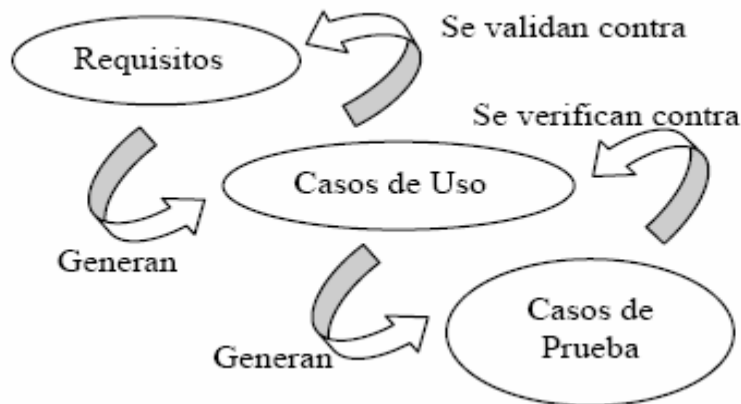 Se validan contra
Requisitos
Se verifican contra
Casos de Uso
Generan
Casos de
Prueba
Generan